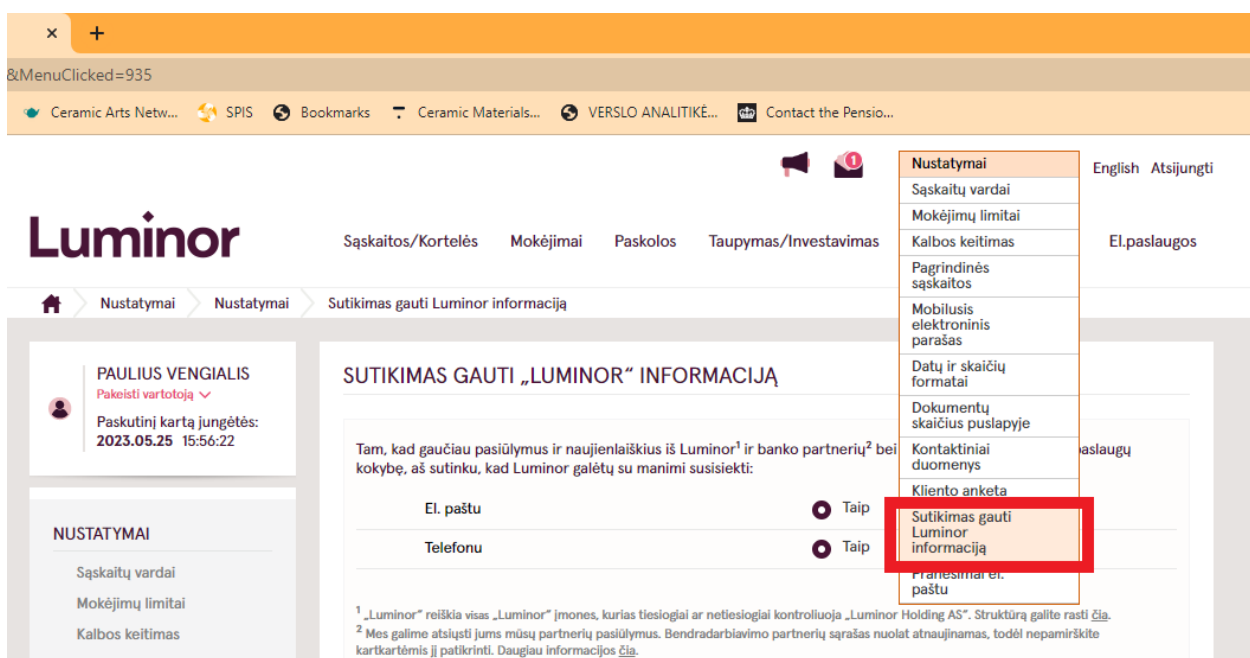 × +
&MenuClicked=935
Ceramic Arts Netw... SPIS Bookmarks Ceramic Materials... VERSLO ANALITIKĖ... Contact the Pensio...
1
Nustatymai
English Atsijungti
Sąskaitų vardai
Mokėjimų limitai
Kalbos keitimas
Pagrindinės
sąskaitos
Mobilusis
elektroninis
parašas
Datų ir skaičių
formatai
Dokumentų
skaičius puslapyje
Kontaktiniai
duomenys
Kliento anketa
Sutikimas gauti
Luminor
informaciją
Pranešimai el.
paštu
Luminor
Sąskaitos/Kortelės Mokėjimai Paskolos Taupymas/Investavimas El.paslaugos
Nustatymai Nustatymai Sutikimas gauti Luminor informaciją
PAULIUS VENGIALIS
Pakeisti vartotoją
Paskutinį kartą jungėtės:
2023.05.25 15:56:22
NUSTATYMAI
Sąskaitų vardai
Mokėjimų limitai
Kalbos keitimas
SUTIKIMAS GAUTI „LUMINOR“ INFORMACIJĄ
Tam, kad gaučiau pasiūlymus ir naujienlaiškius iš Luminor¹ ir banko partnerių² bei paslaugų
kokybę, aš sutinku, kad Luminor galėtų su manimi susisiekti:
El. paštu Taip
Telefonu Taip
¹ „Luminor“ reiškia visas „Luminor“ įmones, kurias tiesiogiai ar netiesiogiai kontroliuoja „Luminor Holding AS“. Struktūrą galite rasti čia.
² Mes galime atsiųsti jums mūsų partnerių pasiūlymus. Bendradarbiavimo partnerių sąrašas nuolat atnaujinamas, todėl nepamirškite
kartkartėmis jį patikrinti. Daugiau informacijos čia.